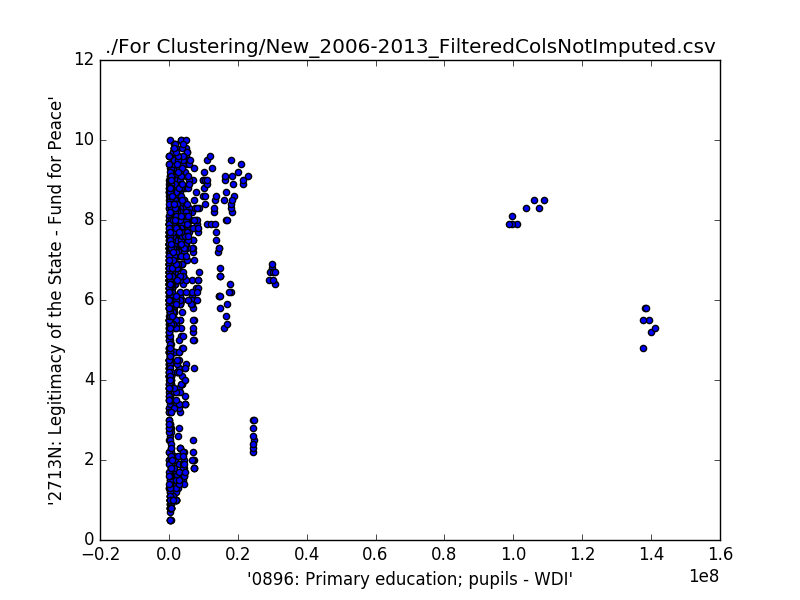 ./For Clustering/New_2006-2013_FilteredColsNotImputed.csv
'2713N: Legitimacy of the State - Fund for Peace'
12
10
8
6
4
2
0
−0.2 0.0 0.2 0.4 0.6 0.8 1.0 1.2 1.4 1.6
1e8
'0896: Primary education; pupils - WDI'